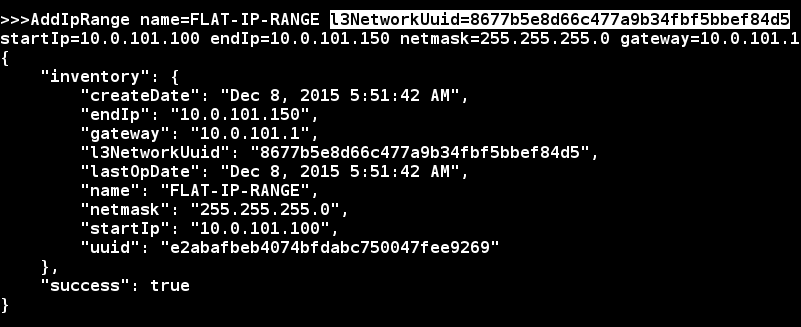 >>>AddIpRange name=FLAT-IP-RANGE l3NetworkUuid=8677b5e8d66c477a9b34fbf5bbef84d5
startIp=10.0.101.100 endIp=10.0.101.150 netmask=255.255.255.0 gateway=10.0.101.1
{
    "inventory": {
        "createDate": "Dec 8, 2015 5:51:42 AM",
        "endIp": "10.0.101.150",
        "gateway": "10.0.101.1",
        "l3NetworkUuid": "8677b5e8d66c477a9b34fbf5bbef84d5",
        "lastOpDate": "Dec 8, 2015 5:51:42 AM",
        "name": "FLAT-IP-RANGE",
        "netmask": "255.255.255.0",
        "startIp": "10.0.101.100",
        "uuid": "e2abafbeb4074bfdabc750047fee9269"
    },
    "success": true
}